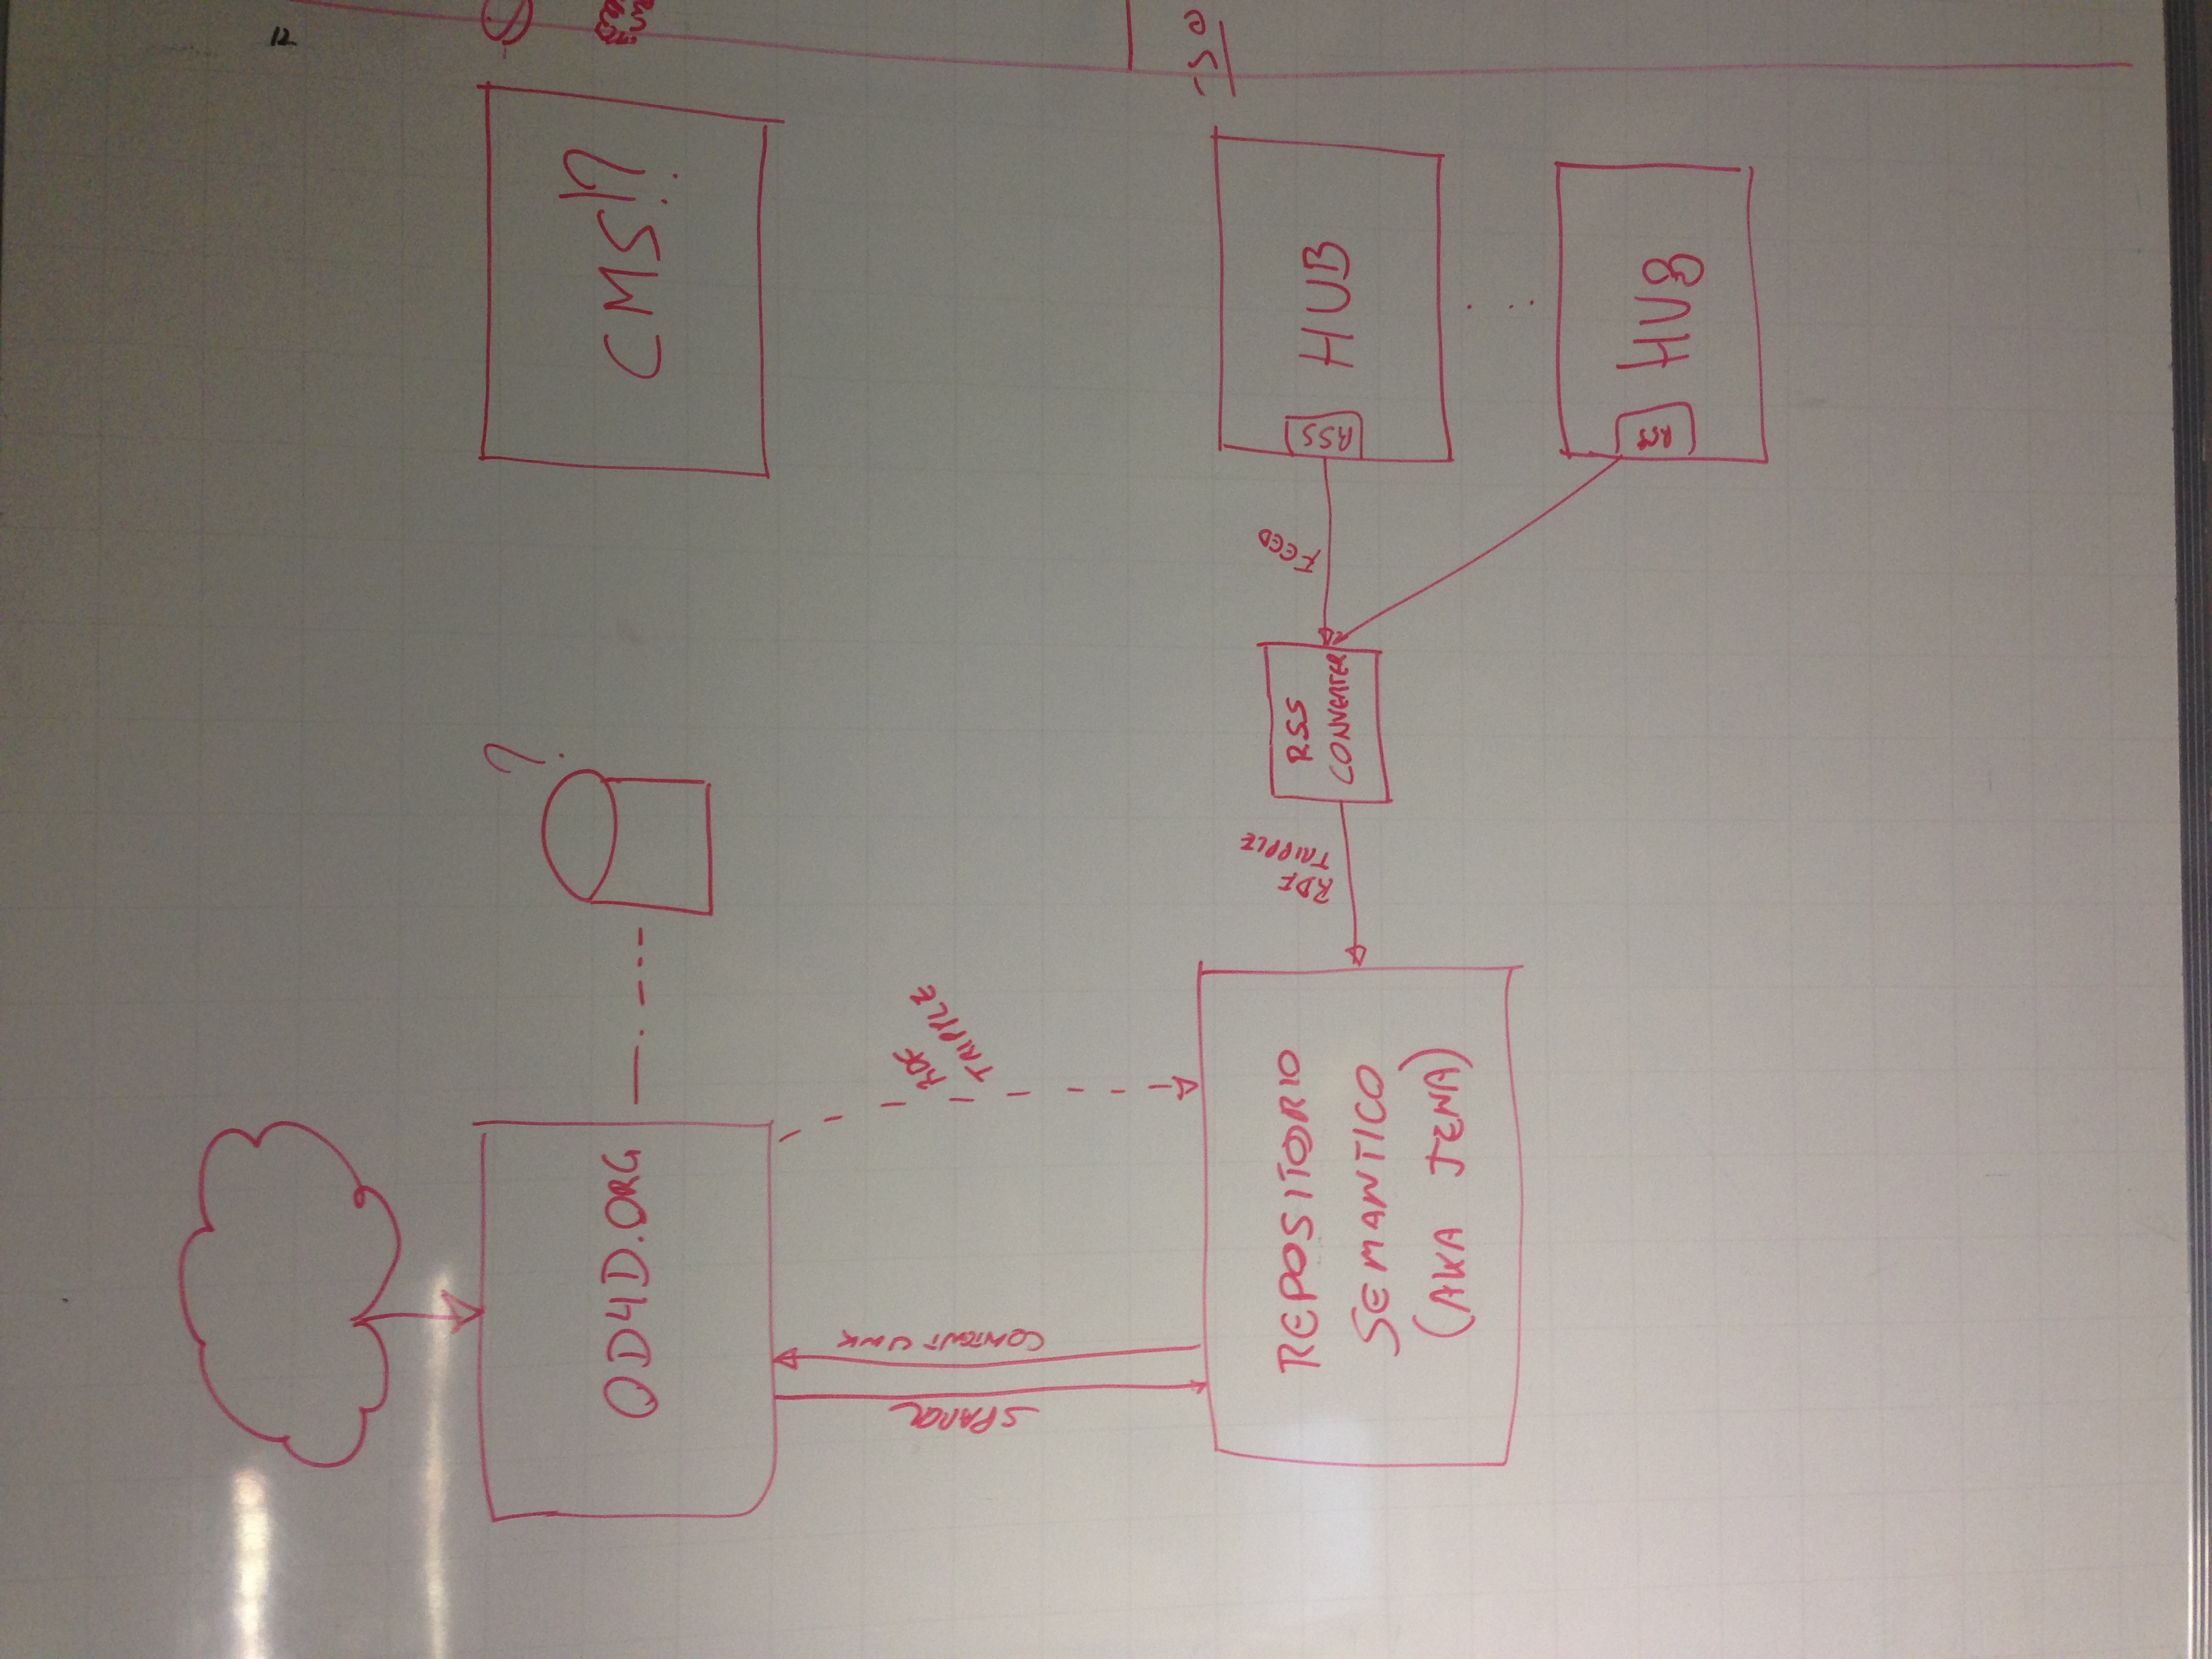 ?
OD4D.ORG
CMS!?
SPARQL
CONTENT LINK
RDF
TRIPPLE
REPOSITORIO
SEMANTICO
(AKA JENA)
RDF
TRIPPLE
RSS
CONVERTER
FEED
RSS
HUB
RSS
HUB